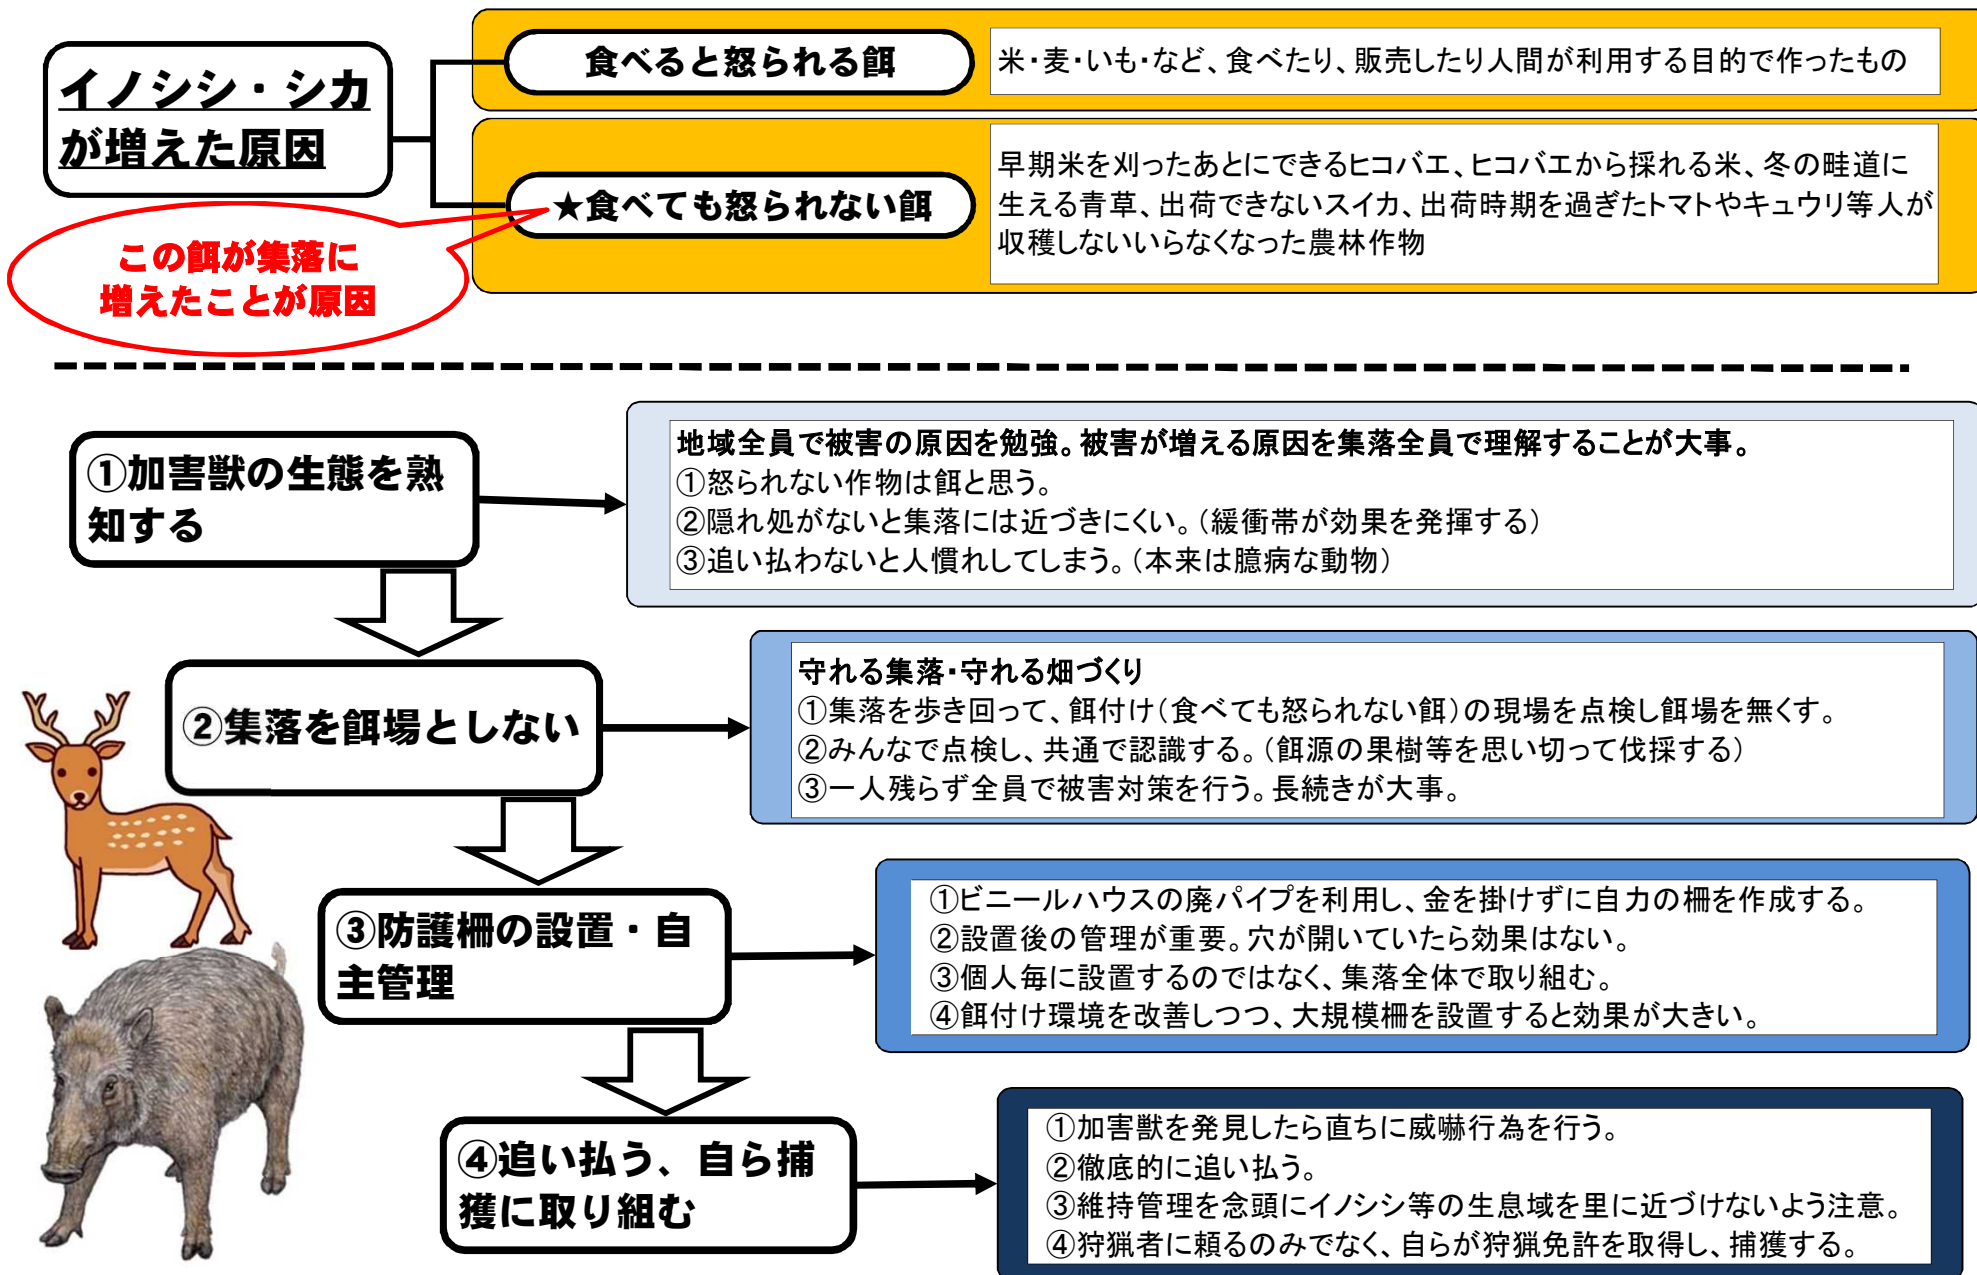 イノシシ・シカ
が増えた原因
食べると怒られる餌
米・麦・いも・など、食べたり、販売したり人間が利用する目的で作ったもの
★食べても怒られない餌
早期米を刈ったあとにできるヒコバエ、ヒコバエから採れる米、冬の畦道に
生える青草、出荷できないスイカ、出荷時期を過ぎたトマトやキュウリ等人が
収穫しないいらなくなった農林作物
この餌が集落に
増えたことが原因
①加害獣の生態を熟
知する
地域全員で被害の原因を勉強。被害が増える原因を集落全員で理解することが大事。
①怒られない作物は餌と思う。
②隠れ処がないと集落には近づきにくい。(緩衝帯が効果を発揮する)
③追い払わないと人慣れしてしまう。(本来は臆病な動物)
②集落を餌場としない
守れる集落・守れる畑づくり
①集落を歩き回って、餌付け(食べても怒られない餌)の現場を点検し餌場を無くす。
②みんなで点検し、共通で認識する。(餌源の果樹等を思い切って伐採する)
③一人残らず全員で被害対策を行う。長続きが大事。
③防護柵の設置・自
主管理
①ビニールハウスの廃パイプを利用し、金を掛けずに自力の柵を作成する。
②設置後の管理が重要。穴が開いていたら効果はない。
③個人毎に設置するのではなく、集落全体で取り組む。
④餌付け環境を改善しつつ、大規模柵を設置すると効果が大きい。
④追い払う、自ら捕
獲に取り組む
①加害獣を発見したら直ちに威嚇行為を行う。
②徹底的に追い払う。
③維持管理を念頭にイノシシ等の生息域を里に近づけないよう注意。
④狩猟者に頼るのみでなく、自らが狩猟免許を取得し、捕獲する。